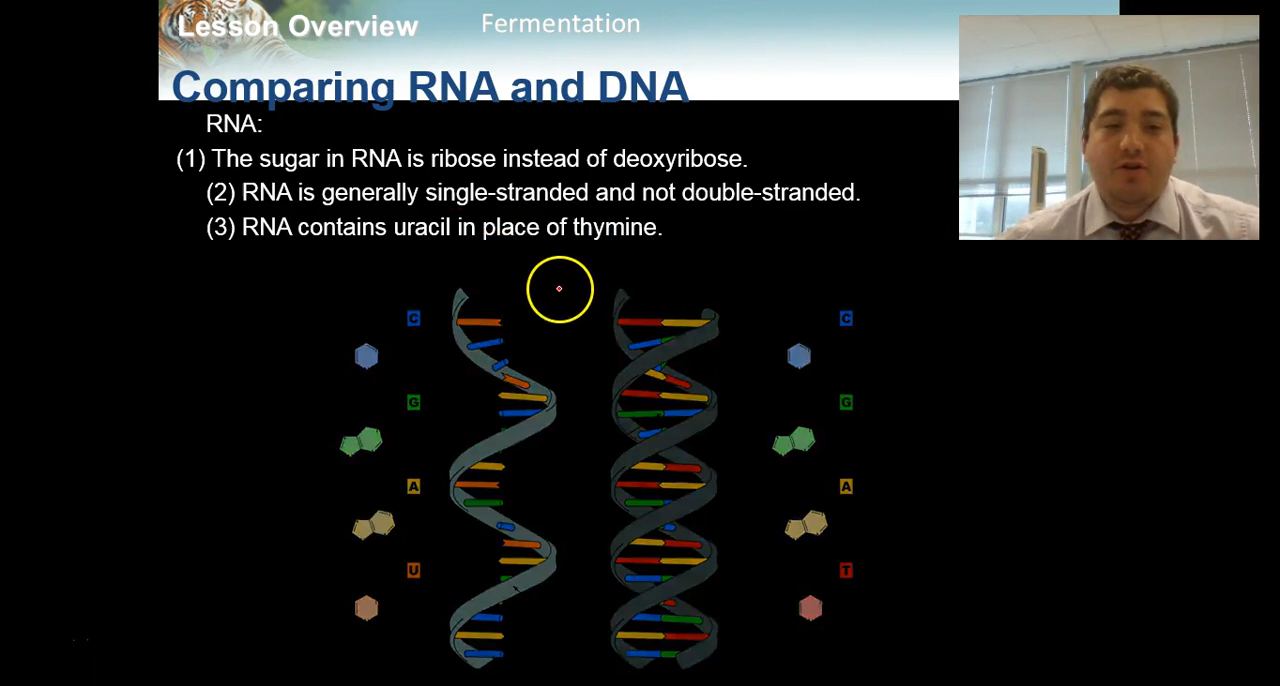 Lesson Overview Fermentation
Comparing RNA and DNA
RNA:
(1) The sugar in RNA is ribose instead of deoxyribose.
(2) RNA is generally single-stranded and not double-stranded.
(3) RNA contains uracil in place of thymine.
C C
G G
A A
U T